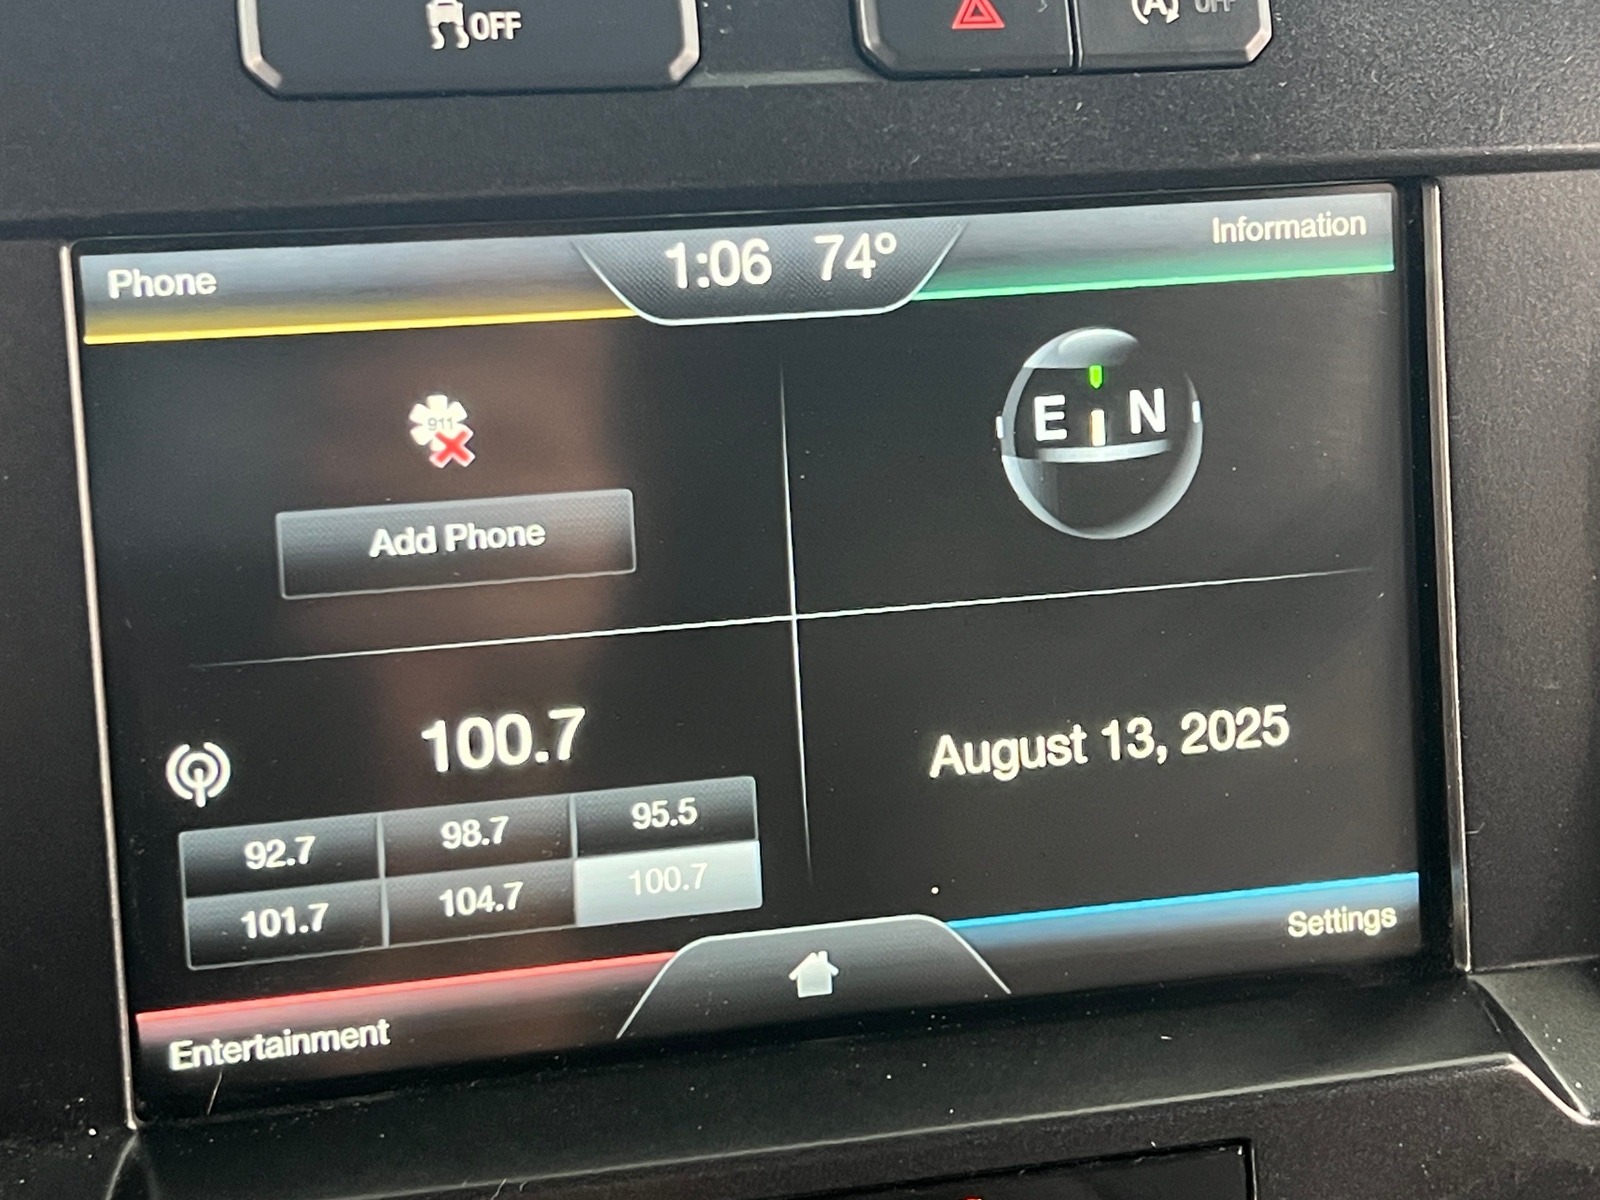 OFF
A OFF
Phone
1:06 74°
Information
911
E N
Add Phone
100.7
August 13, 2025
92.7 98.7 95.5
101.7 104.7 100.7
Settings
Entertainment